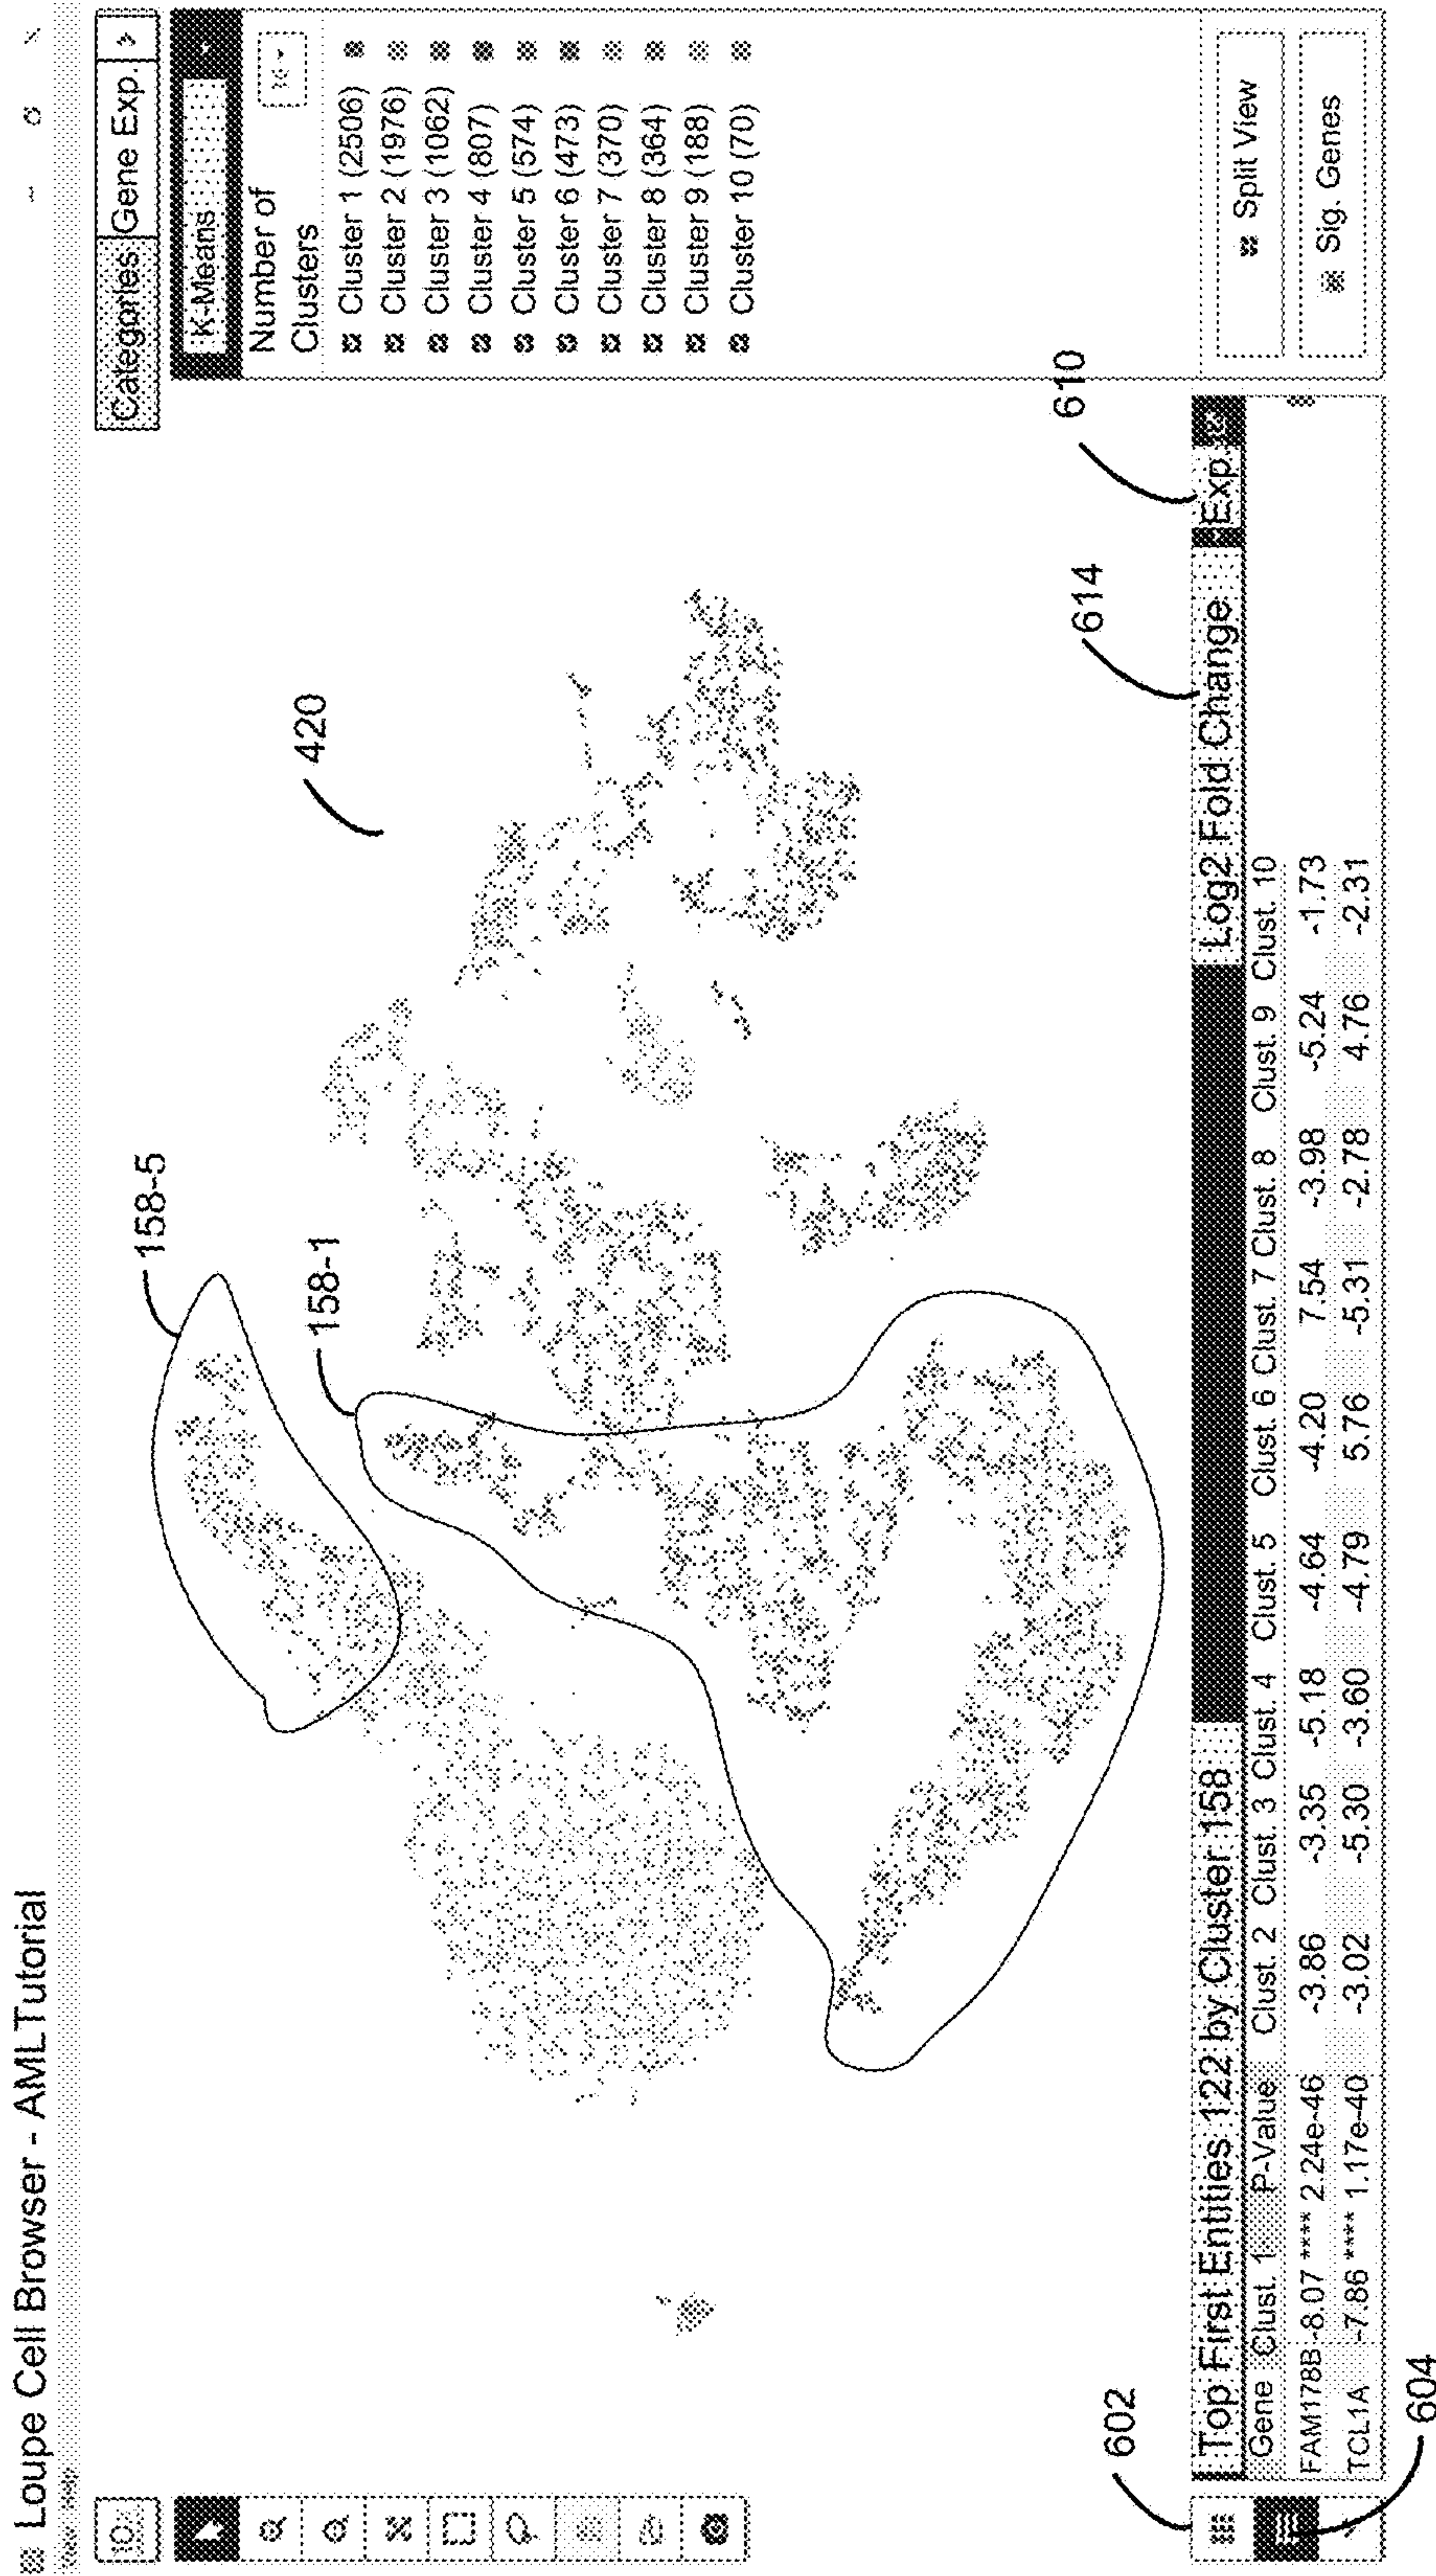 Loupe Cell Browser - AMLTutorial
Categories Gene Exp.
K-Means
Number of
Clusters
Cluster 1 (2506)
Cluster 2 (1976)
Cluster 3 (1062)
Cluster 4 (807)
Cluster 5 (574)
Cluster 6 (473)
Cluster 7 (370)
Cluster 8 (364)
Cluster 9 (188)
Cluster 10 (70)
Split View
Sig. Genes
158-5
158-1
420
602
614
610
Top First Entities 122 by Cluster 158 Log2 Fold Change Exp.
Gene Clust. 1 P-Value Clust. 2 Clust. 3 Clust. 4 Clust. 5 Clust. 6 Clust. 7 Clust. 8 Clust. 9 Clust. 10
FAM178B -8.07 **** 2.24e-46 -3.86 -3.35 -5.18 -4.64 -4.20 7.54 -3.98 -5.24 -1.73
TCL1A -7.86 **** 1.17e-40 -3.02 -5.30 -3.60 -4.79 5.76 -5.31 -2.78 4.76 -2.31
604